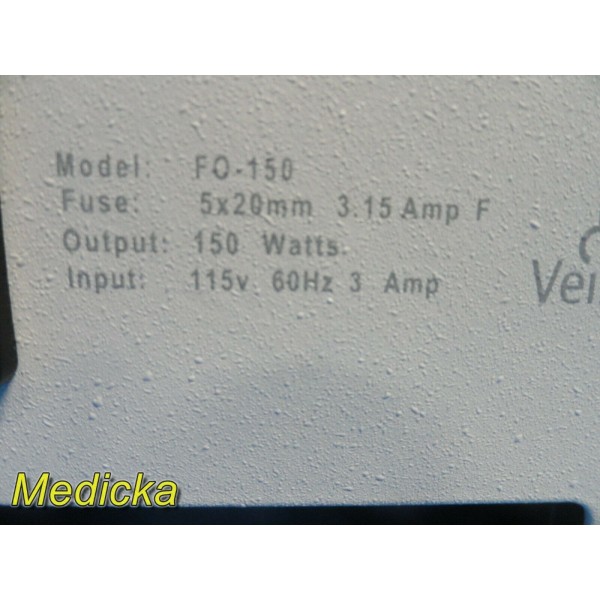 Model: FO-150
Fuse: 5x20mm 3.15 Amp F
Output: 150 Watts.
Input: 115v 60Hz 3 Amp
Medicka